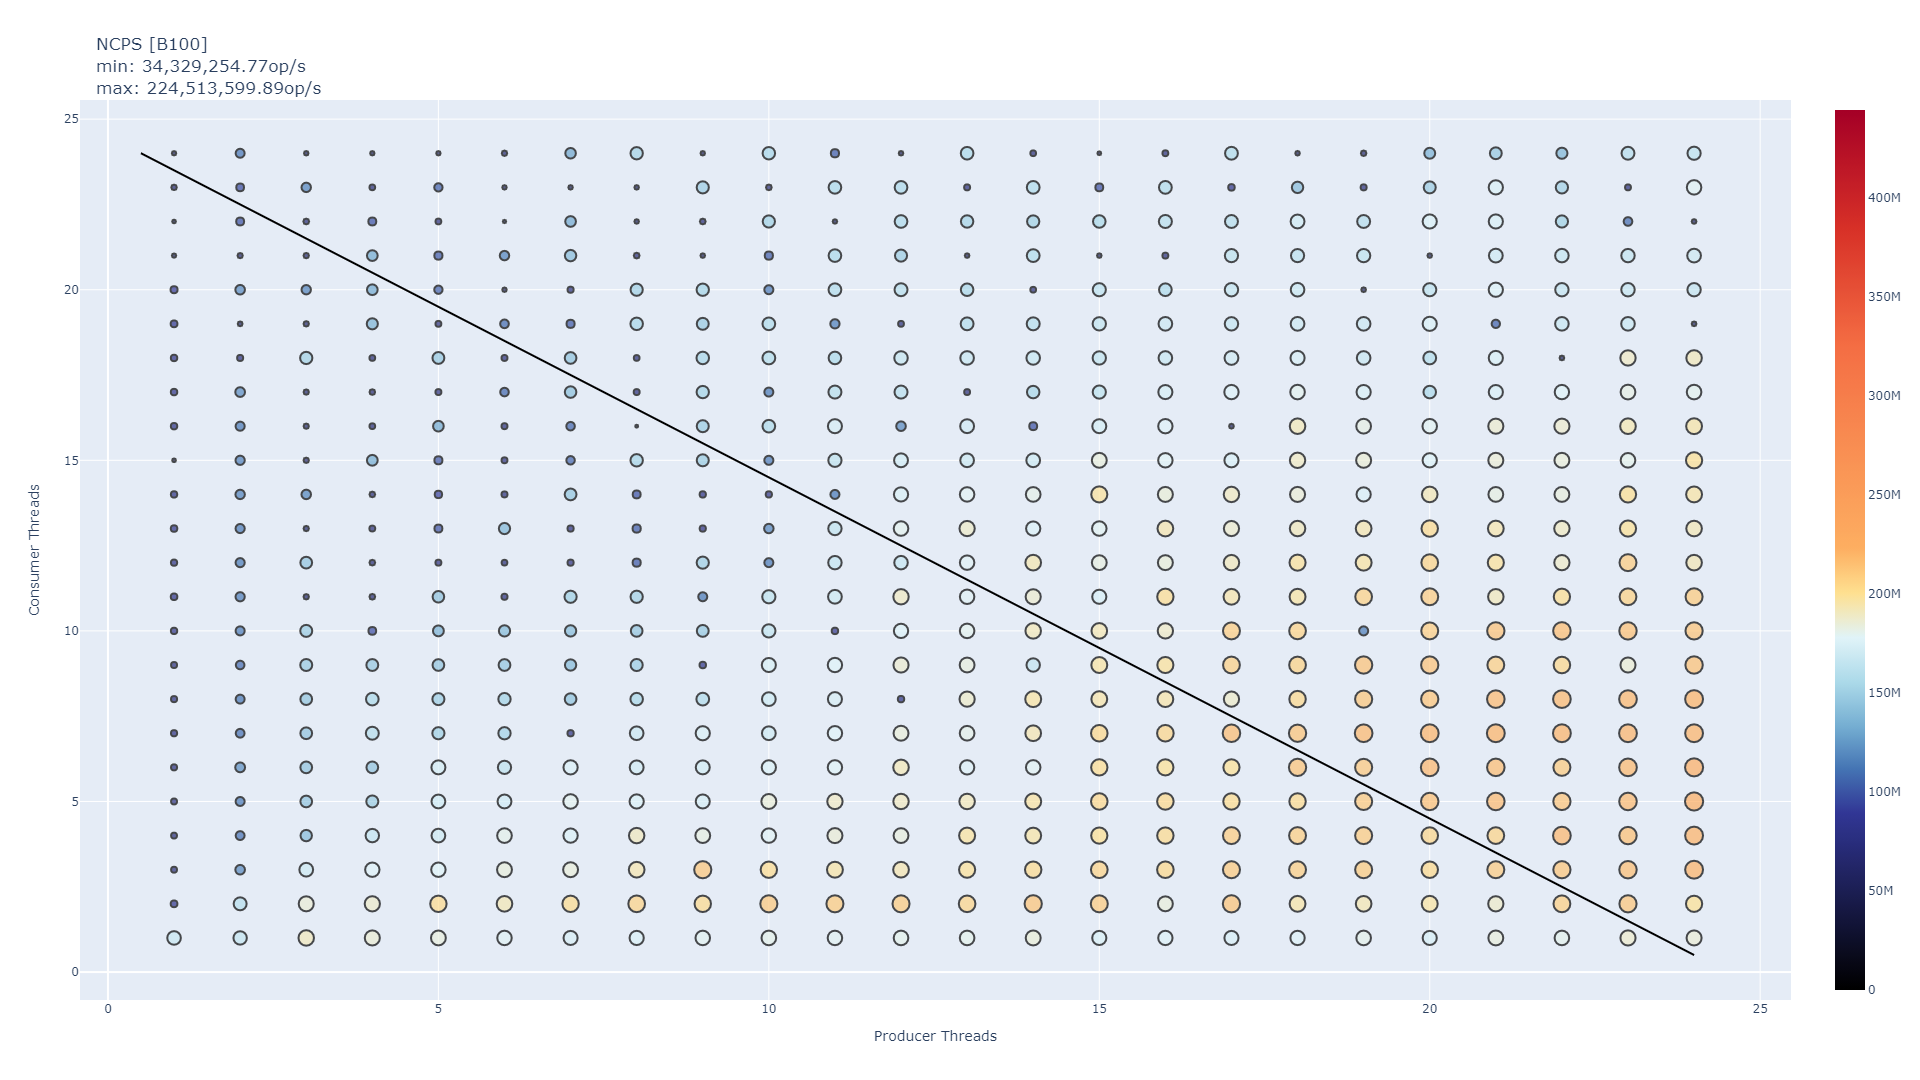 NCPS [B100]
min: 34,329,254.77op/s
max: 224,513,599.89op/s
25
20
15
10
5
0
Consumer Threads
0
5
10
15
20
25
Producer Threads
400M
350M
300M
250M
200M
150M
100M
50M
0